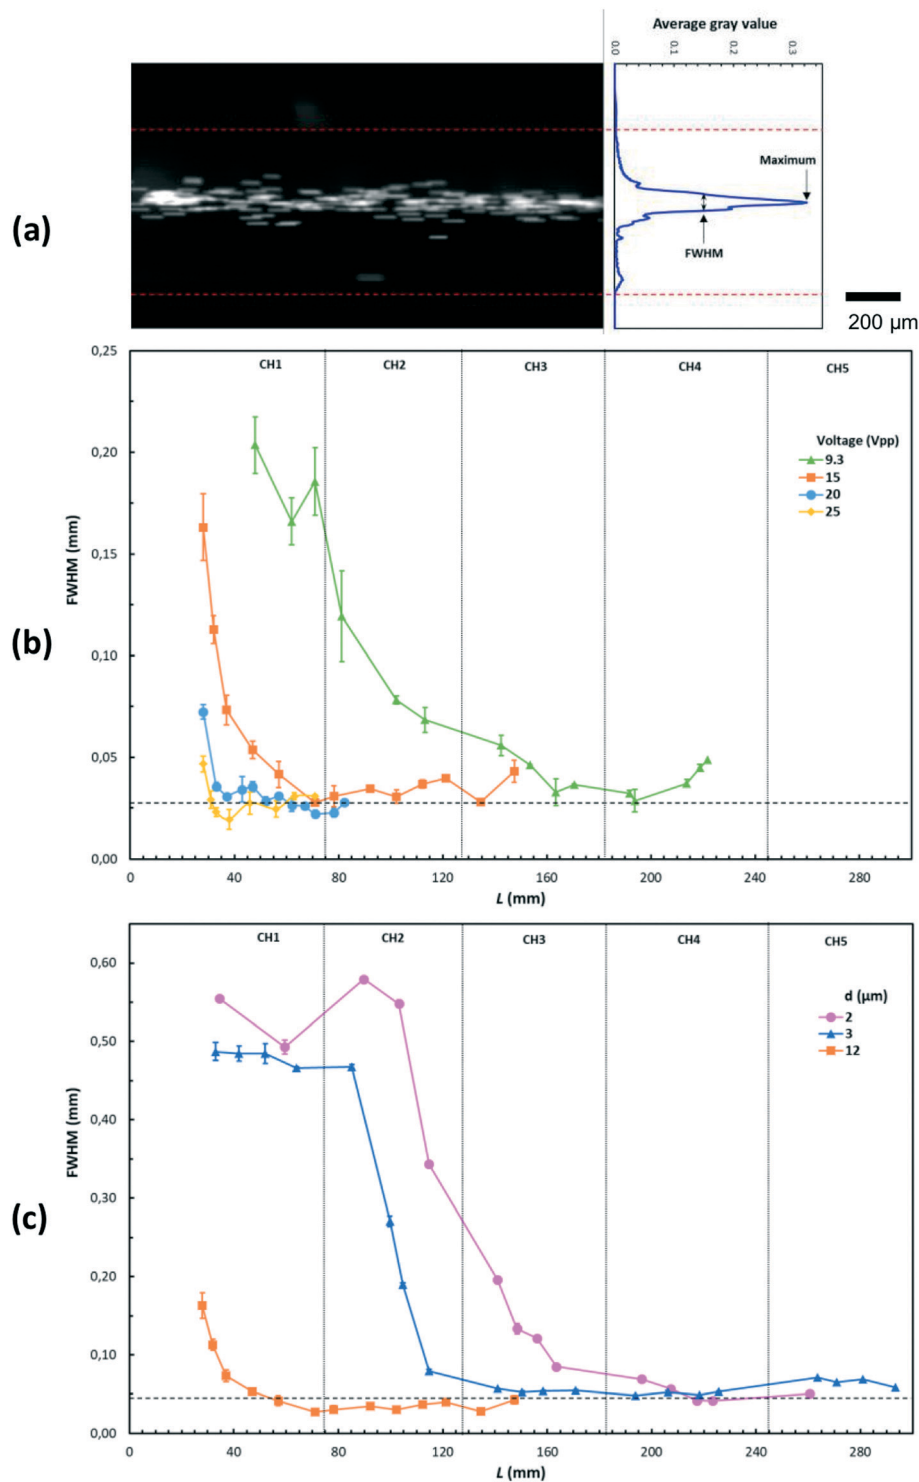 Average gray value
0.0 0.1 0.2 0.3
Maximum
FWHM
(a)
200 µm
0,25
CH1 CH2 CH3 CH4 CH5
Voltage (Vpp)
9.3
15
20
25
0,20
0,15
FWHM (mm)
(b)
0,10
0,05
0,00
0 40 80 120 160 200 240 280
L (mm)
CH1 CH2 CH3 CH4 CH5
0,60
d (µm)
2
3
12
0,50
0,40
FWHM (mm)
(c)
0,30
0,20
0,10
0,00
0 40 80 120 160 200 240 280
L (mm)